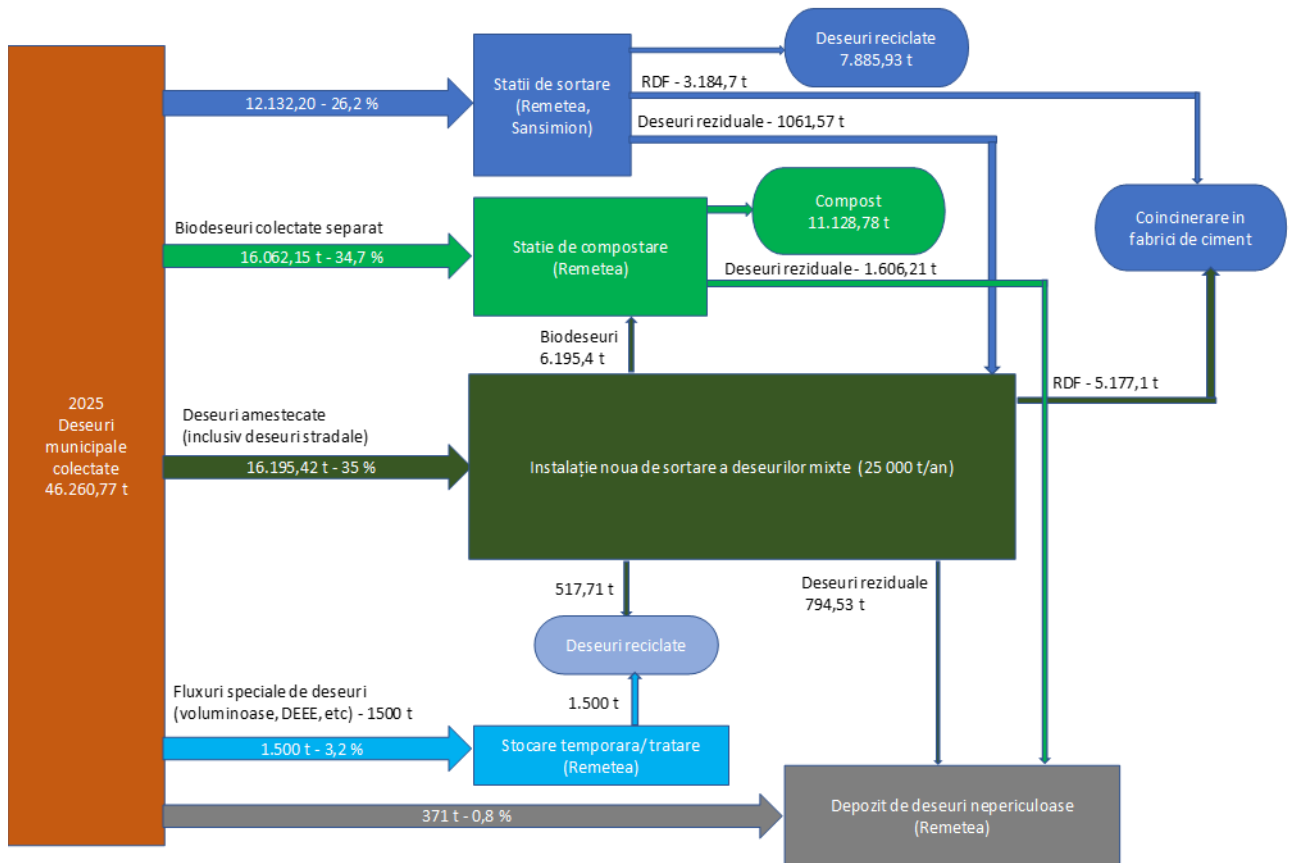 2025
Deseuri
municipale
colectate
46.260,77 t
12.132,20 - 26,2 %
Statii de sortare
(Remetea,
Sansimion)
Deseuri reciclate
7.885,93 t
RDF - 3.184,7 t
Deseuri reziduale - 1061,57 t
Biodeseuri colectate separat
16.062,15 t - 34,7 %
Statie de compostare
(Remetea)
Compost
11.128,78 t
Deseuri reziduale - 1.606,21 t
Coincinerare in
fabrici de ciment
Biodeseuri
6.195,4 t
RDF - 5.177,1 t
Deseuri amestecate
(inclusiv deseuri stradale)
16.195,42 t - 35 %
Instalație noua de sortare a deseurilor mixte (25 000 t/an)
517,71 t
Deseuri reziduale
794,53 t
Deseuri reciclate
Fluxuri speciale de deseuri
(voluminoase, DEEE, etc) - 1500 t
1.500 t - 3,2 %
1.500 t
Stocare temporara/ tratare
(Remetea)
371 t - 0,8 %
Depozit de deseuri nepericuloase
(Remetea)